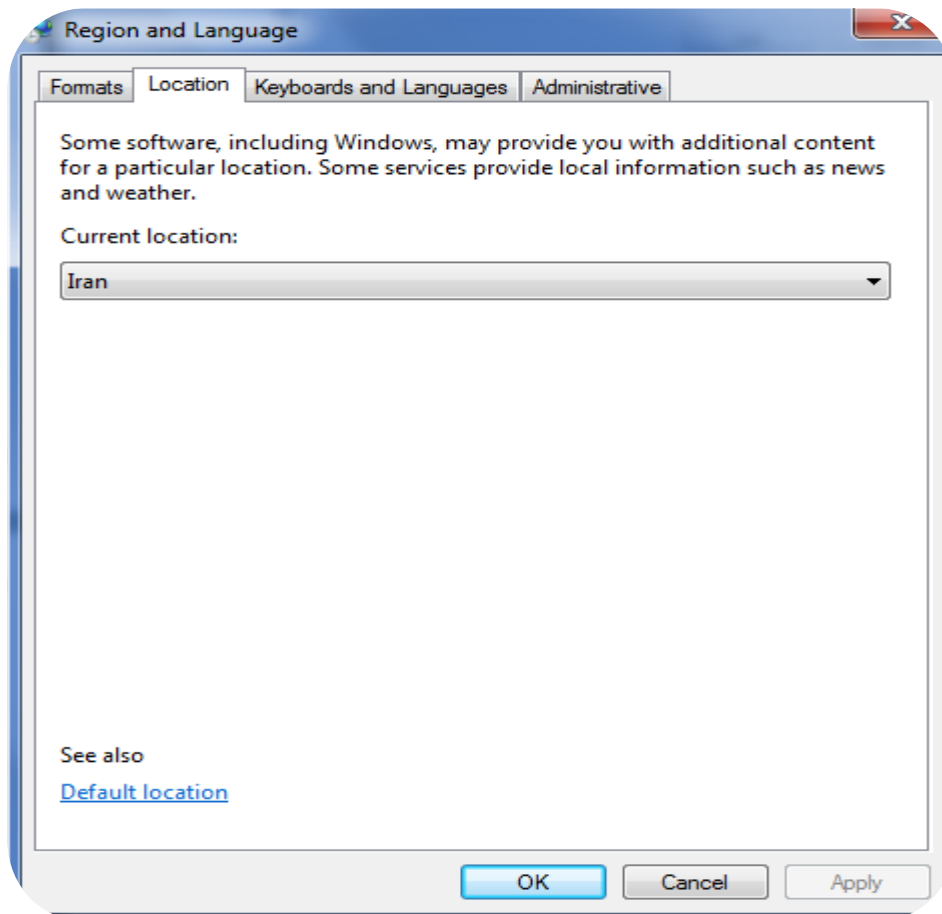 Region and Language
Formats Location Keyboards and Languages Administrative
Some software, including Windows, may provide you with additional content
for a particular location. Some services provide local information such as news
and weather.
Current location:
Iran
See also
Default location
OK Cancel Apply